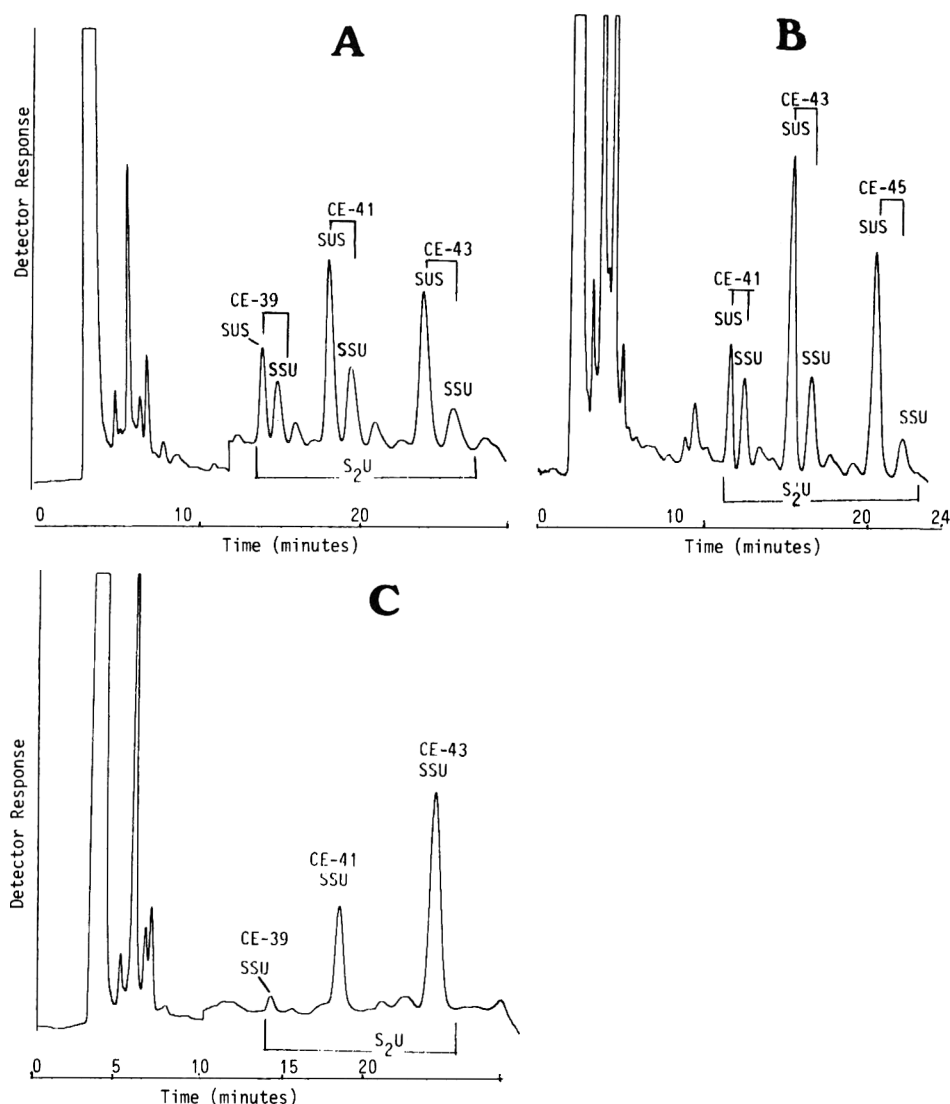 A
Detector Response
CE-41
SUS
CE-43
SUS
CE-39
SUS
SSU
SSU
SSU
S2U
0 10 20
Time (minutes)
B
CE-43
SUS
CE-45
SUS
CE-41
SUS
SSU
SSU
SSU
S2U
0 10 20 24
Time (minutes)
C
Detector Response
CE-43
SSU
CE-41
SSU
CE-39
SSU
S2U
0 5 10 15 20
Time (minutes)